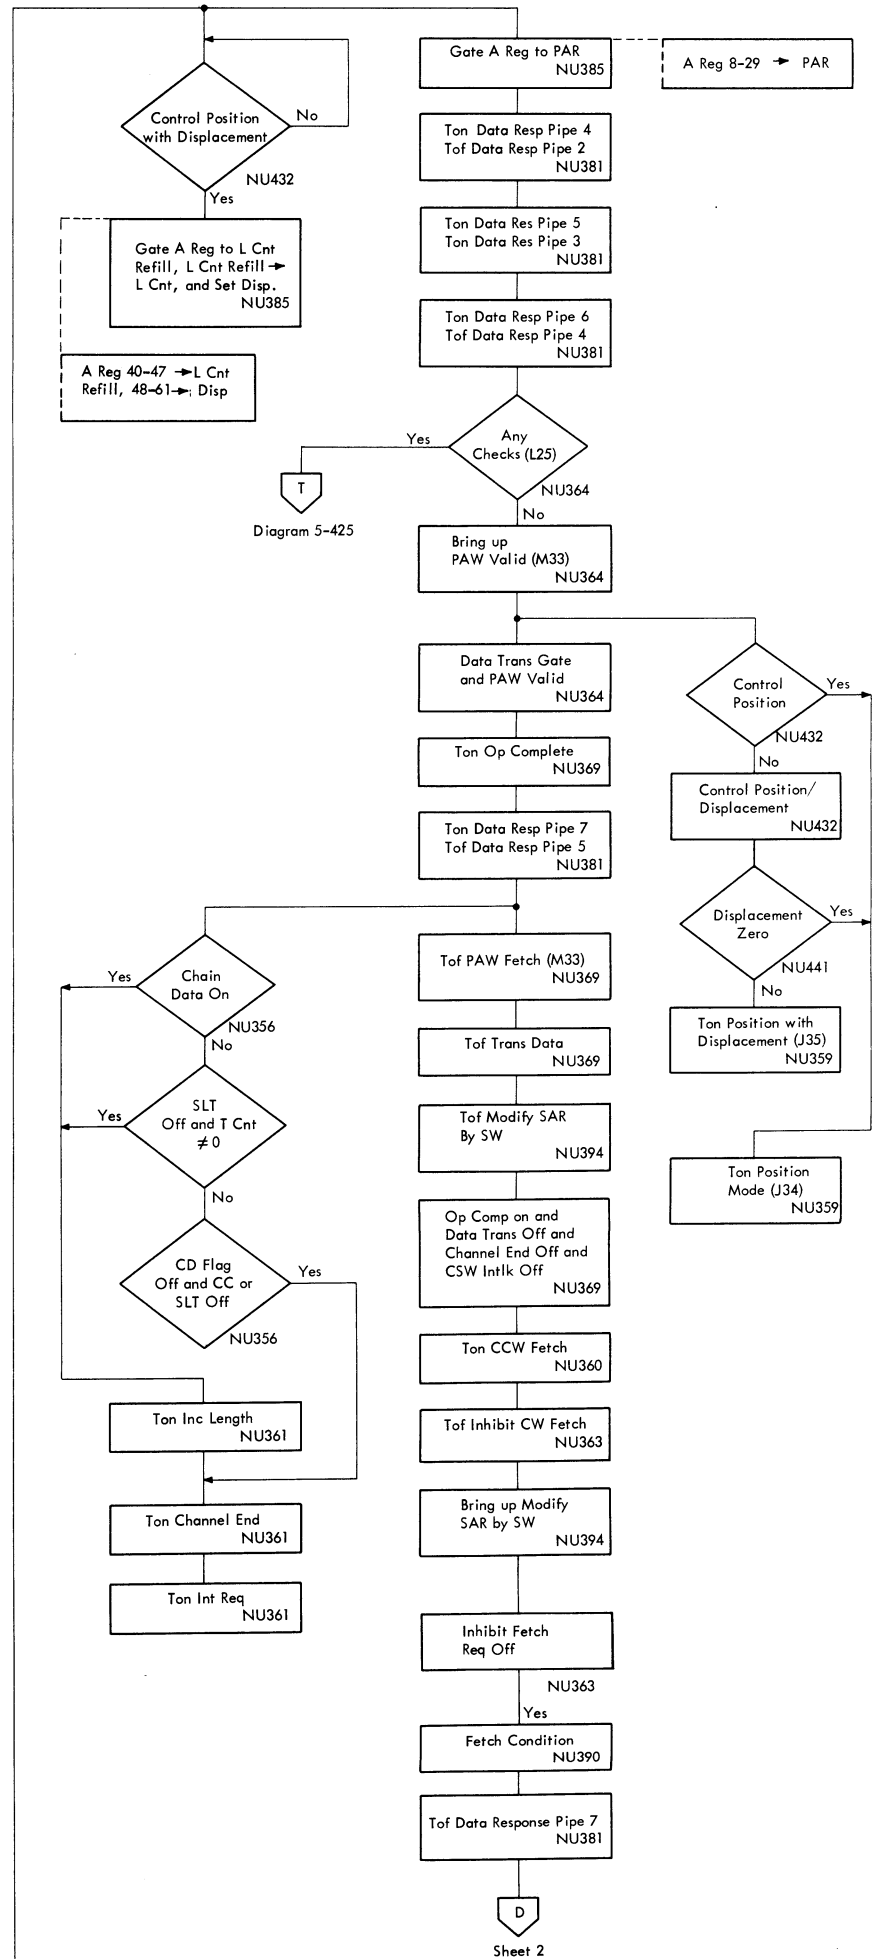 Gate A Reg to PAR
NU385
A Reg 8-29 → PAR
Control Position
with Displacement
No
NU432
Yes
Ton Data Resp Pipe 4
Tof Data Resp Pipe 2
NU381
Gate A Reg to L Cnt
Refill, L Cnt Refill →
L Cnt, and Set Disp.
NU385
Ton Data Res Pipe 5
Ton Data Res Pipe 3
NU381
Ton Data Resp Pipe 6
Tof Data Resp Pipe 4
NU381
A Reg 40-47 → L Cnt
Refill, 48-61 → Disp
Any
Checks (L25)
Yes
NU364
No
T
Diagram 5-425
Bring up
PAW Valid (M33)
NU364
Data Trans Gate
and PAW Valid
NU364
Control
Position
Yes
NU432
No
Ton Op Complete
NU369
Control Position/
Displacement
NU432
Ton Data Resp Pipe 7
Tof Data Resp Pipe 5
NU381
Displacement
Zero
Yes
NU441
No
Chain
Data On
Yes
NU356
No
Tof PAW Fetch (M33)
NU369
Ton Position with
Displacement (J35)
NU359
Tof Trans Data
NU369
SLT
Off and T Cnt
≠ 0
Yes
No
Tof Modify SAR
By SW
NU394
Ton Position
Mode (J34)
NU359
Op Comp on and
Data Trans Off and
Channel End Off and
CSW Intlk Off
NU369
CD Flag
Off and CC or
SLT Off
Yes
NU356
Ton CCW Fetch
NU360
Ton Inc Length
NU361
Tof Inhibit CW Fetch
NU363
Ton Channel End
NU361
Bring up Modify
SAR by SW
NU394
Ton Int Req
NU361
Inhibit Fetch
Req Off
NU363
Yes
Fetch Condition
NU390
Tof Data Response Pipe 7
NU381
D
Sheet 2